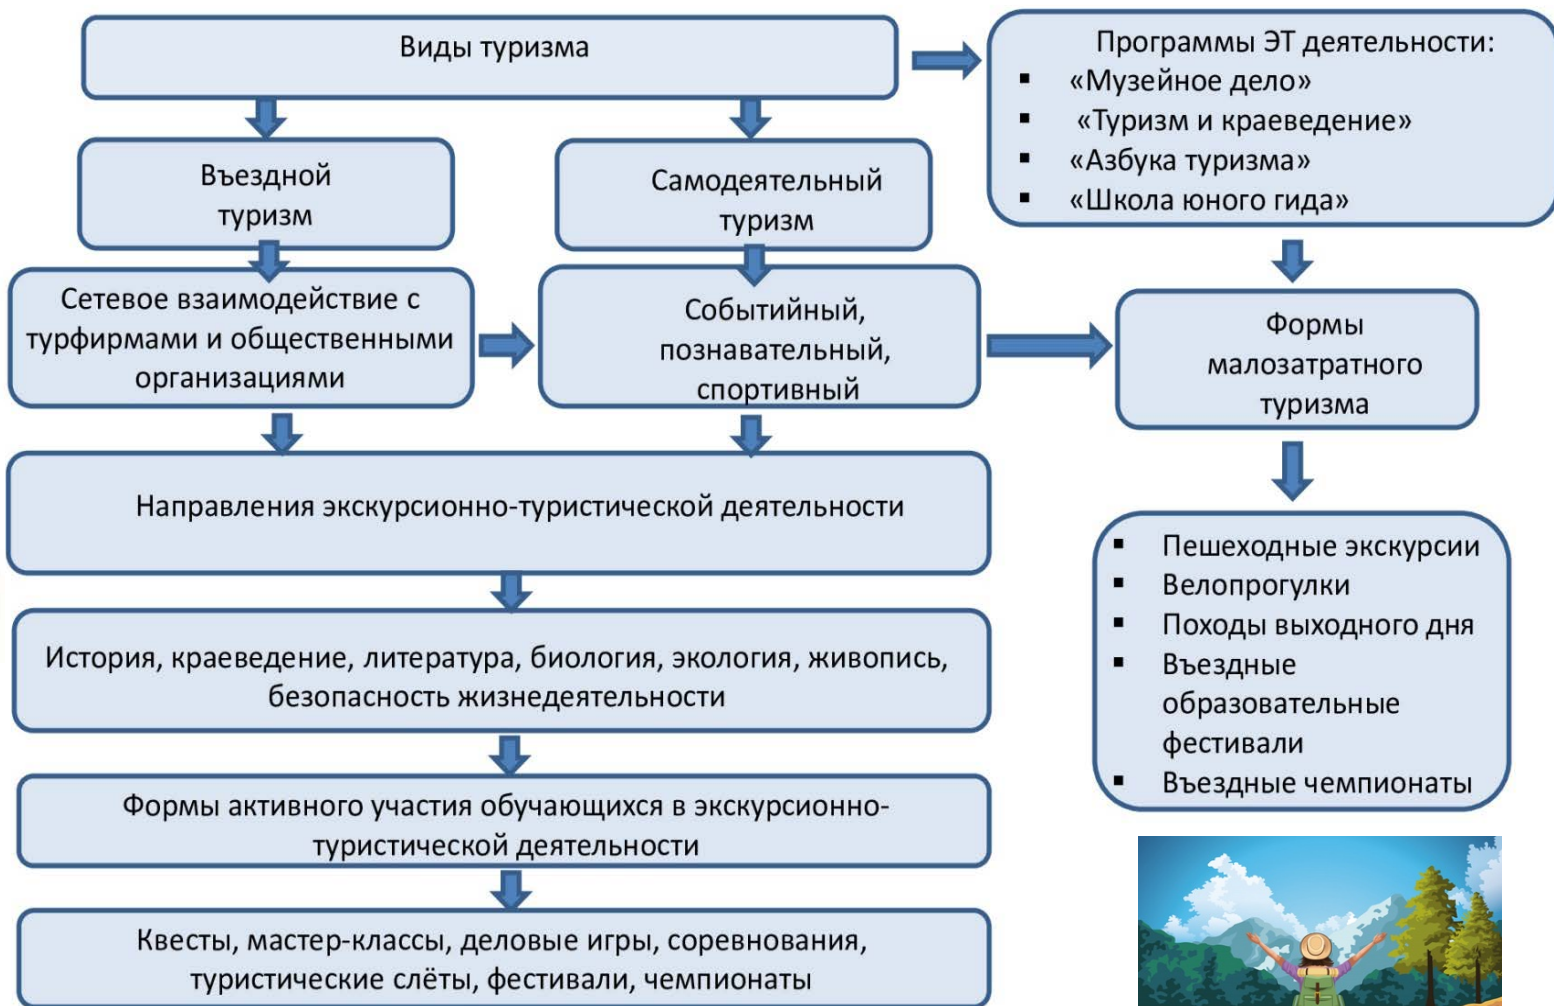 Виды туризма
Программы ЭТ деятельности:
▪ «Музейное дело»
▪ «Туризм и краеведение»
▪ «Азбука туризма»
▪ «Школа юного гида»
Въездной
туризм
Самодеятельный
туризм
Сетевое взаимодействие с
турфирмами и общественными
организациями
Событийный,
познавательный,
спортивный
Формы
малозатратного
туризма
Направления экскурсионно-туристической деятельности
▪ Пешеходные экскурсии
▪ Велопрогулки
▪ Походы выходного дня
▪ Въездные
образовательные
фестивали
▪ Въездные чемпионаты
История, краеведение, литература, биология, экология, живопись,
безопасность жизнедеятельности
Формы активного участия обучающихся в экскурсионно-
туристической деятельности
Квесты, мастер-классы, деловые игры, соревнования,
туристические слёты, фестивали, чемпионаты